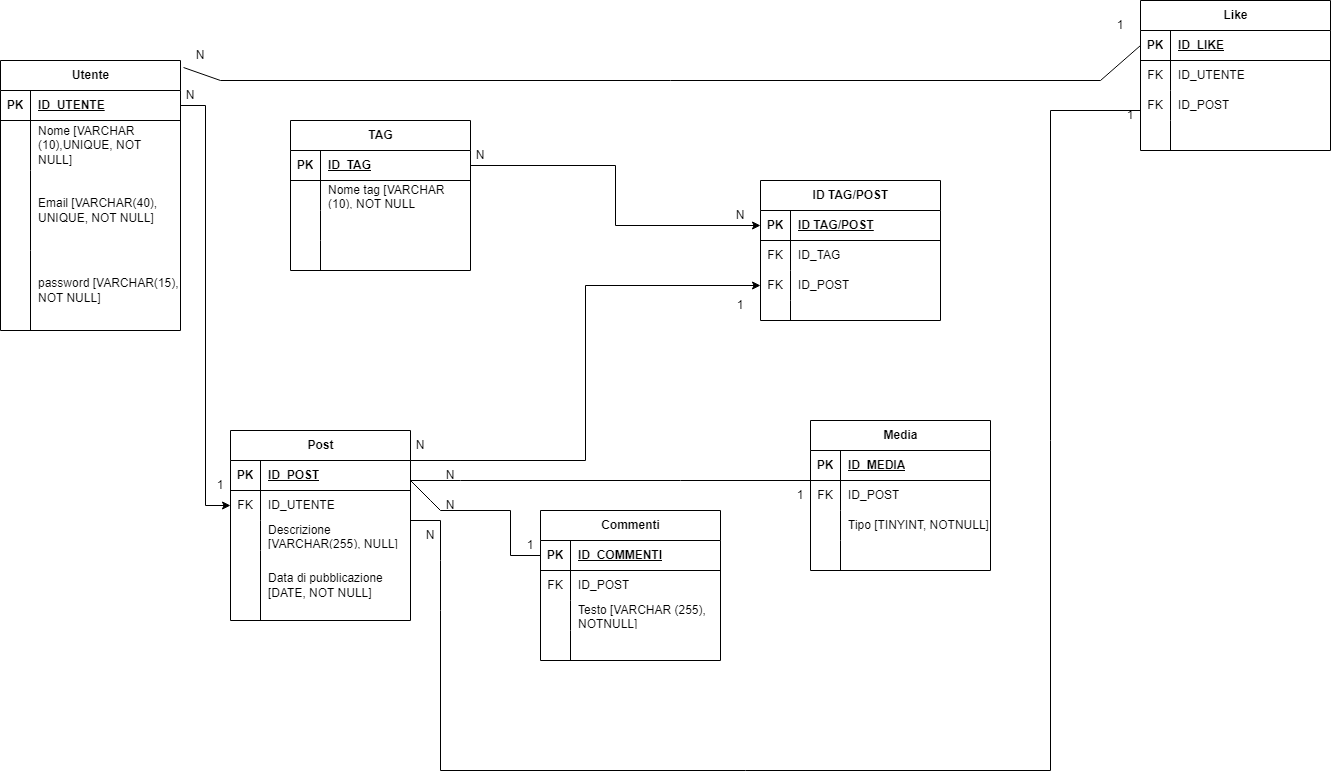 Like
1
PK ID_LIKE
FK ID_UTENTE
FK ID_POST
1
N
Utente
PK ID_UTENTE
N
Nome [VARCHAR
(10),UNIQUE, NOT
NULL]
Email [VARCHAR(40),
UNIQUE, NOT NULL]
password [VARCHAR(15),
NOT NULL]
TAG
PK ID_TAG
N
Nome tag [VARCHAR
(10), NOT NULL
ID TAG/POST
N
PK ID TAG/POST
FK ID_TAG
FK ID_POST
1
Post
N
PK ID_POST
N
1
FK ID_UTENTE
N
Descrizione
[VARCHAR(255), NULL]
N
Data di pubblicazione
[DATE, NOT NULL]
Media
PK ID_MEDIA
1
FK ID_POST
Tipo [TINYINT, NOTNULL]
Commenti
1
PK ID_COMMENTI
FK ID_POST
Testo [VARCHAR (255),
NOTNULL]